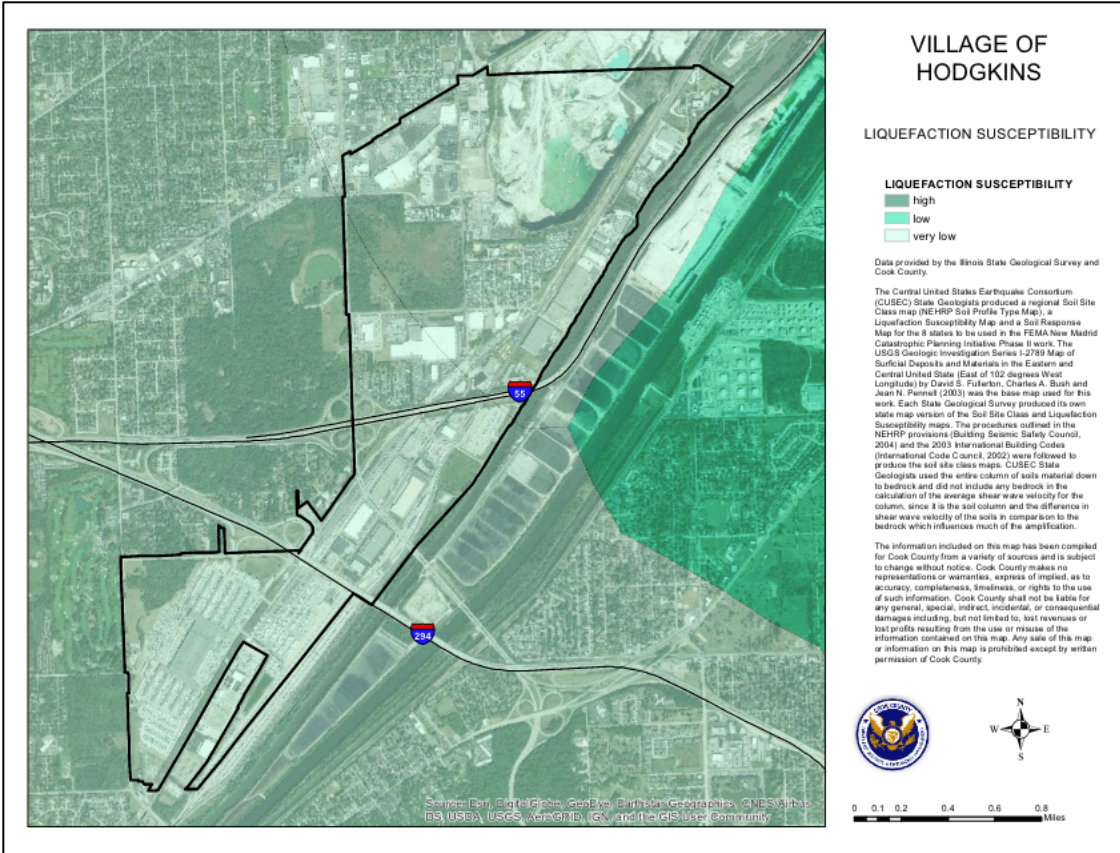 VILLAGE OF
HODGKINS
LIQUEFACTION SUSCEPTIBILITY
LIQUEFACTION SUSCEPTIBILITY
high
low
very low
Data provided by the Illinois State Geological Survey and
Cook County.
The Central United States Earthquake Consortium
(CUSEC) State Geologists produced a regional Soil Site
Class map (NEHRP Soil Profile Type Map), a
Liquefaction Susceptibility Map and a Soil Response
Map for the 8 states to be used in the FEMA New Madrid
Catastrophic Planning Initiative Phase II work. The
USGS Geologic Investigation Series I-2789 Map of
Surficial Deposits and Materials in the Eastern and
Central United State (East of 102 degrees West
Longitude) by David S. Fullerton, Charles A. Bush and
Jean N. Pennell (2003) was the base map used for this
work. Each State Geological Survey produced its own
state map version of the Soil Site Class and Liquefaction
Susceptibility maps. The procedures outlined in the
NEHRP provisions (Building Seismic Safety Council,
2004) and the 2003 International Building Codes
(International Code Council, 2002) were followed to
produce the soil site class maps. CUSEC State
Geologists used the entire column of soils material down
to bedrock and did not include any bedrock in the
calculation of the average shear wave velocity for the
column, since it is the soil column and the difference in
shear wave velocity of the soils in comparison to the
bedrock which influences much of the amplification.
The information included on this map has been compiled
for Cook County from a variety of sources and is subject
to change without notice. Cook County makes no
representations or warranties, express of implied, as to
accuracy, completeness, timeliness, or rights to the use
of such information. Cook County shall not be liable for
any general, special, indirect, incidental, or consequential
damages including, but not limited to, lost revenues or
lost profits resulting from the use or misuse of the
information contained on this map. Any sale of this map
or information on this map is prohibited except by written
permission of Cook County.
55
294
Source: Esri, DigitalGlobe, GeoEye, Earthstar Geographics, CNES/Airbus
DS, USDA, USGS, AeroGRID, IGN, and the GIS User Community
COOK COUNTY
N
W E
S
0 0.1 0.2 0.4 0.6 0.8
Miles